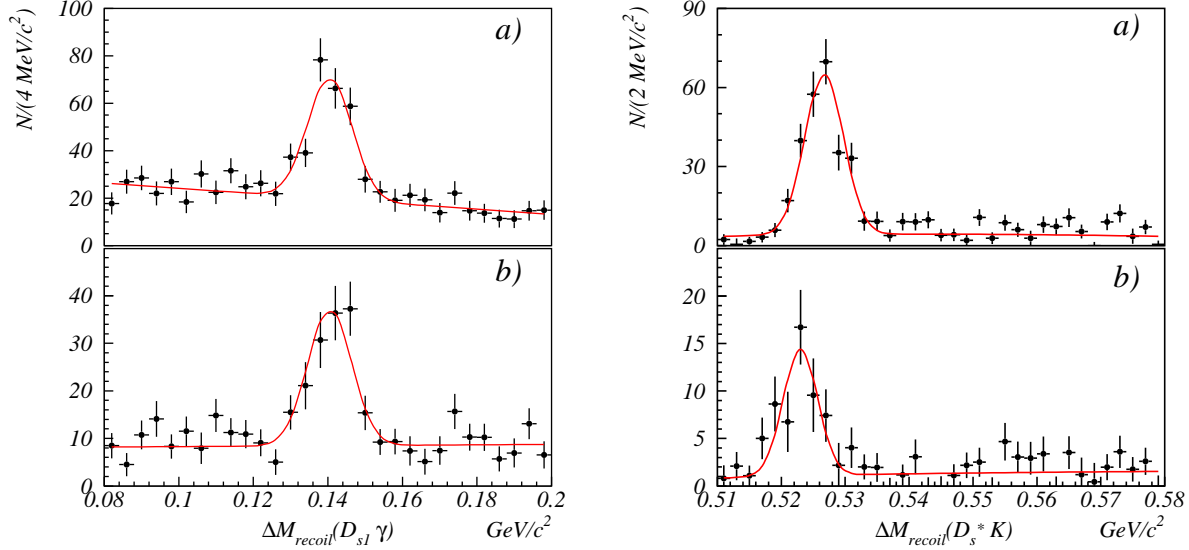 N/(4 MeV/c²)
100
80
60
40
20
0
a)
40
30
20
10
0
b)
0.08 0.1 0.12 0.14 0.16 0.18 0.2
ΔM_recoil(D_s1 γ) GeV/c²
N/(2 MeV/c²)
90
60
30
0
a)
20
15
10
5
0
b)
0.51 0.52 0.53 0.54 0.55 0.56 0.57 0.58
ΔM_recoil(D_s* K) GeV/c²